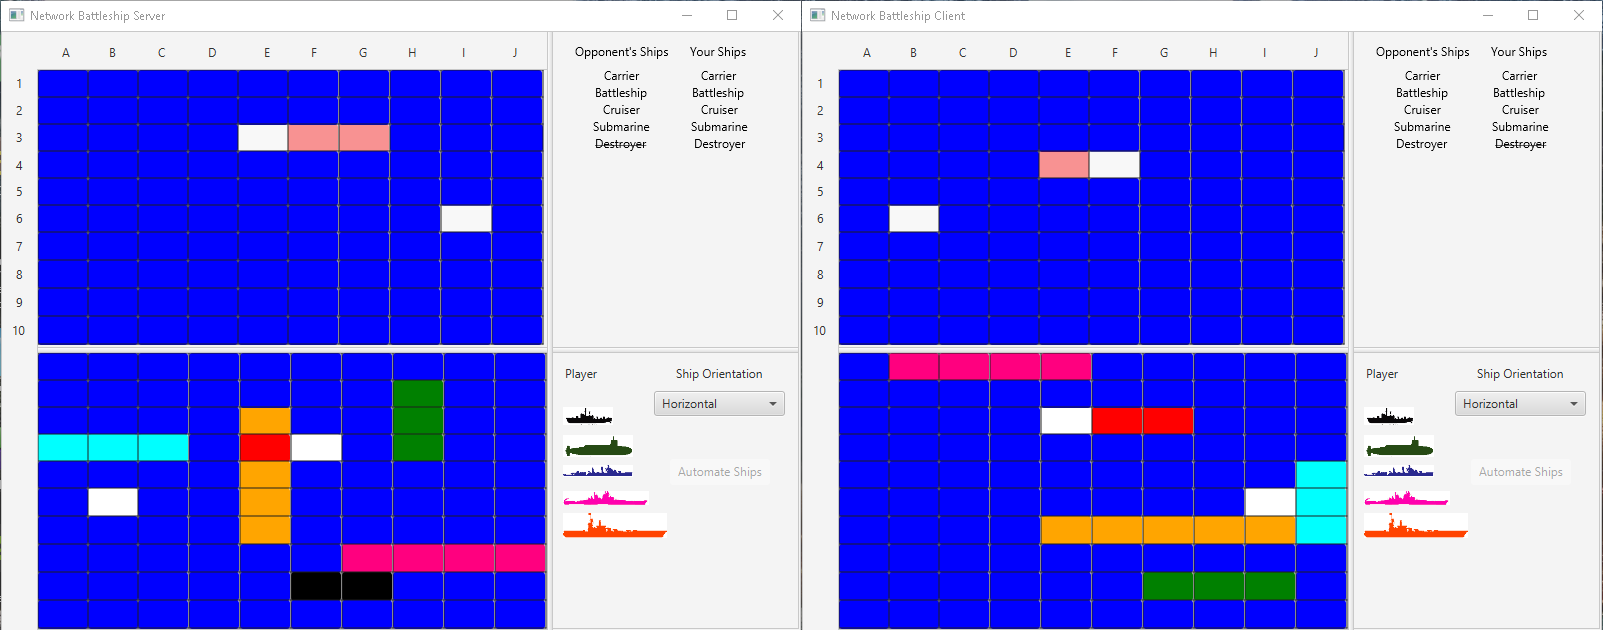 Network Battleship Server
A B C D E F G H I J
1
2
3
4
5
6
7
8
9
10
Opponent's Ships Your Ships
Carrier Carrier
Battleship Battleship
Cruiser Cruiser
Submarine Submarine
Destroyer Destroyer
Player Ship Orientation
Horizontal
Automate Ships
Network Battleship Client
A B C D E F G H I J
1
2
3
4
5
6
7
8
9
10
Opponent's Ships Your Ships
Carrier Carrier
Battleship Battleship
Cruiser Cruiser
Submarine Submarine
Destroyer Destroyer
Player Ship Orientation
Horizontal
Automate Ships